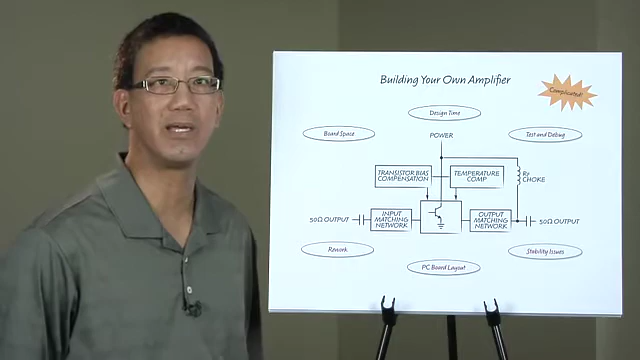 Building Your Own Amplifier
Complicated!
Design Time
Board Space
POWER
Test and Debug
TRANSISTOR BIAS
COMPENSATION
TEMPERATURE
COMP
RF
CHOKE
50Ω OUTPUT
INPUT
MATCHING
NETWORK
OUTPUT
MATCHING
NETWORK
50Ω OUTPUT
Rework
Stability Issues
PC Board Layout